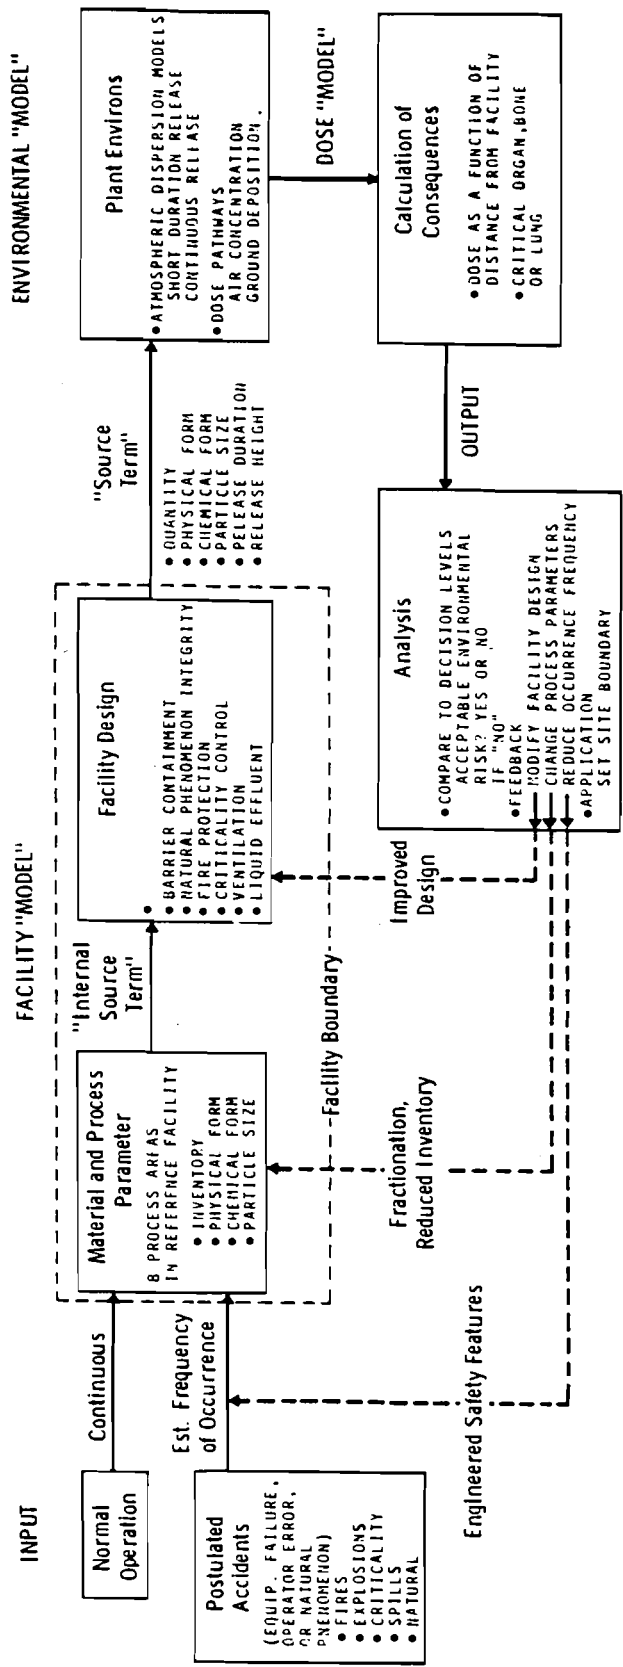 INPUT
FACILITY "MODEL"
ENVIRONMENTAL "MODEL"
Normal
Operation
Continuous
Postulated
Accidents
(EQUIP. FAILURE,
OPERATOR ERROR,
OR NATURAL
PHENOMENON)
• FIRES
• EXPLOSIONS
• CRITICALITY
• SPILLS
• NATURAL
Est. Frequency
of Occurrence
Material and Process
Parameter
8 PROCESS AREAS
IN REFERENCE FACILITY
• INVENTORY
• PHYSICAL FORM
• CHEMICAL FORM
• PARTICLE SIZE
"Internal
Source
Term"
Facility Design
•
• BARRIER CONTAINMENT
• NATURAL PHENOMENON INTEGRITY
• FIRE PROTECTION
• CRITICALITY CONTROL
• VENTILATION
• LIQUID EFFLUENT
Facility Boundary
"Source
Term"
• QUANTITY
• PHYSICAL FORM
• CHEMICAL FORM
• PARTICLE SIZE
• RELEASE DURATION
• RELEASE HEIGHT
Plant Environs
• ATMOSPHERIC DISPERSION MODELS
SHORT DURATION RELEASE
CONTINUOUS RELEASE
• DOSE PATHWAYS
AIR CONCENTRATION
GROUND DEPOSITION
DOSE "MODEL"
Calculation of
Consequences
• DOSE AS A FUNCTION OF
DISTANCE FROM FACILITY
• CRITICAL ORGAN, BONE
OR LUNG
OUTPUT
Analysis
• COMPARE TO DECISION LEVELS
ACCEPTABLE ENVIRONMENTAL
RISK? YES OR NO
IF "NO"
• FEEDBACK
MODIFY FACILITY DESIGN
CHANGE PROCESS PARAMETERS
REDUCE OCCURRENCE FREQUENCY
• APPLICATION
SET SITE BOUNDARY
Improved
Design
Fractionation,
Reduced Inventory
Engineered Safety Features